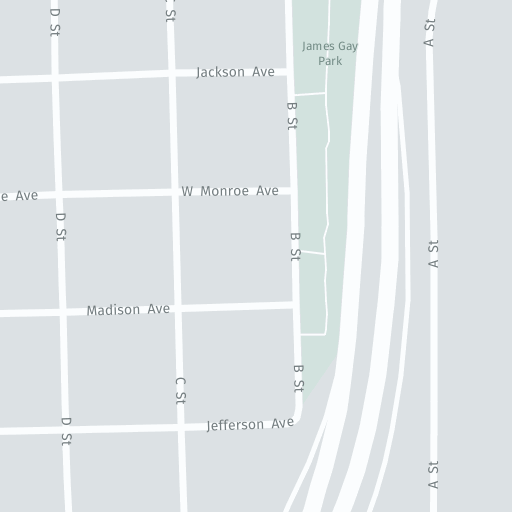 D St
St
A St
James Gay
Park
Jackson Ave
B St
e Ave
W Monroe Ave
D St
B St
A St
Madison Ave
C St
B St
D St
Jefferson Ave
A St